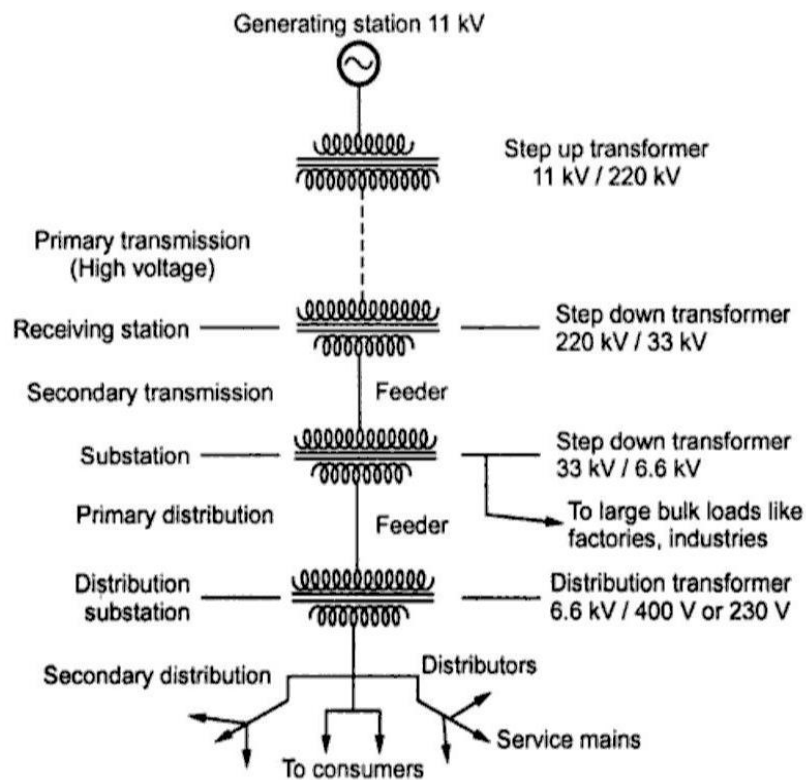 Generating station 11 kV
Step up transformer
11 kV / 220 kV
Primary transmission
(High voltage)
Receiving station
Step down transformer
220 kV / 33 kV
Secondary transmission
Feeder
Substation
Step down transformer
33 kV / 6.6 kV
Primary distribution
Feeder
To large bulk loads like
factories, industries
Distribution
substation
Distribution transformer
6.6 kV / 400 V or 230 V
Secondary distribution
Distributors
Service mains
To consumers